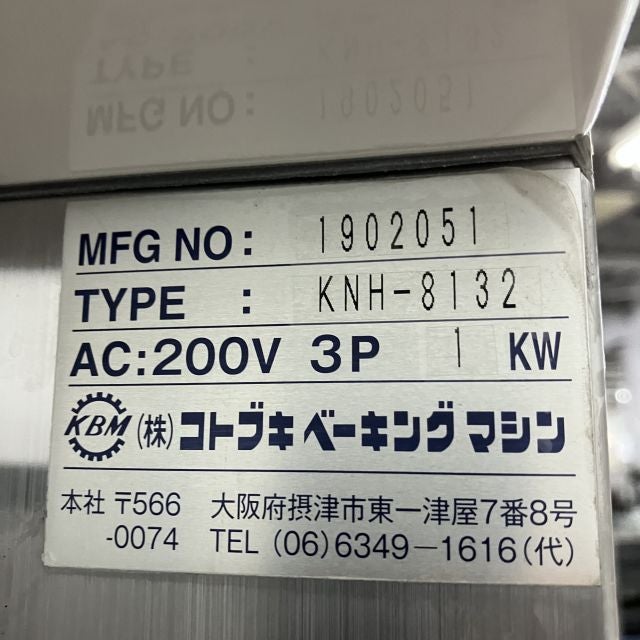 MFG NO: 1902051
TYPE : KNH-8132
AC:200V 3P 1 KW
KBM (株)コトブキベーキングマシン
本社 〒566 大阪府摂津市東一津屋7番8号
-0074 TEL (06)6349-1616(代)